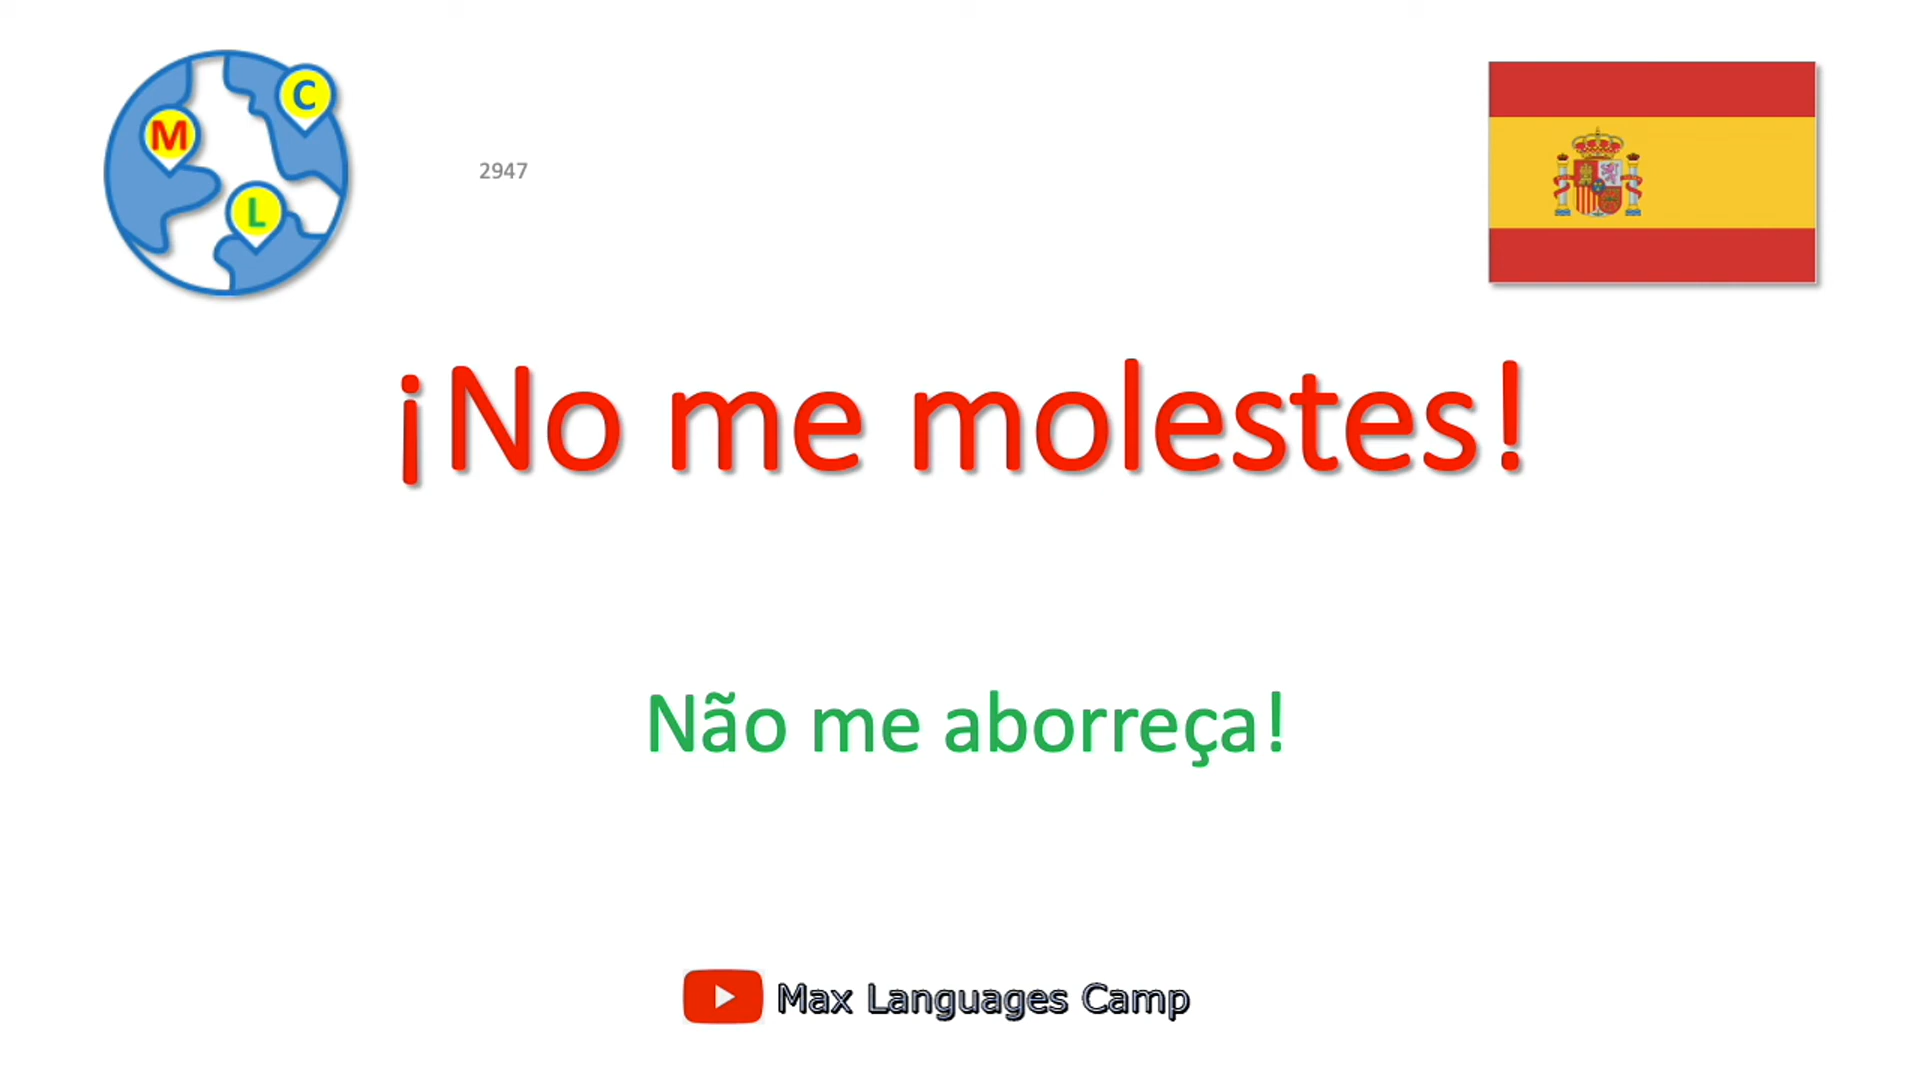 C
M
L
2947
¡No me molestes!
Não me aborreça!
Max Languages Camp